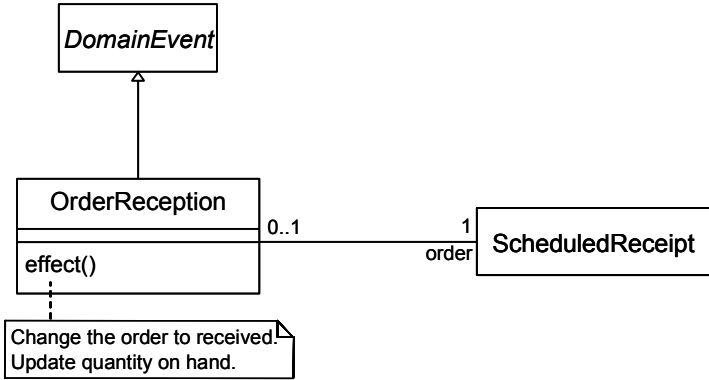 DomainEvent
OrderReception
0..1
1
order
ScheduledReceipt
effect()
Change the order to received.
Update quantity on hand.